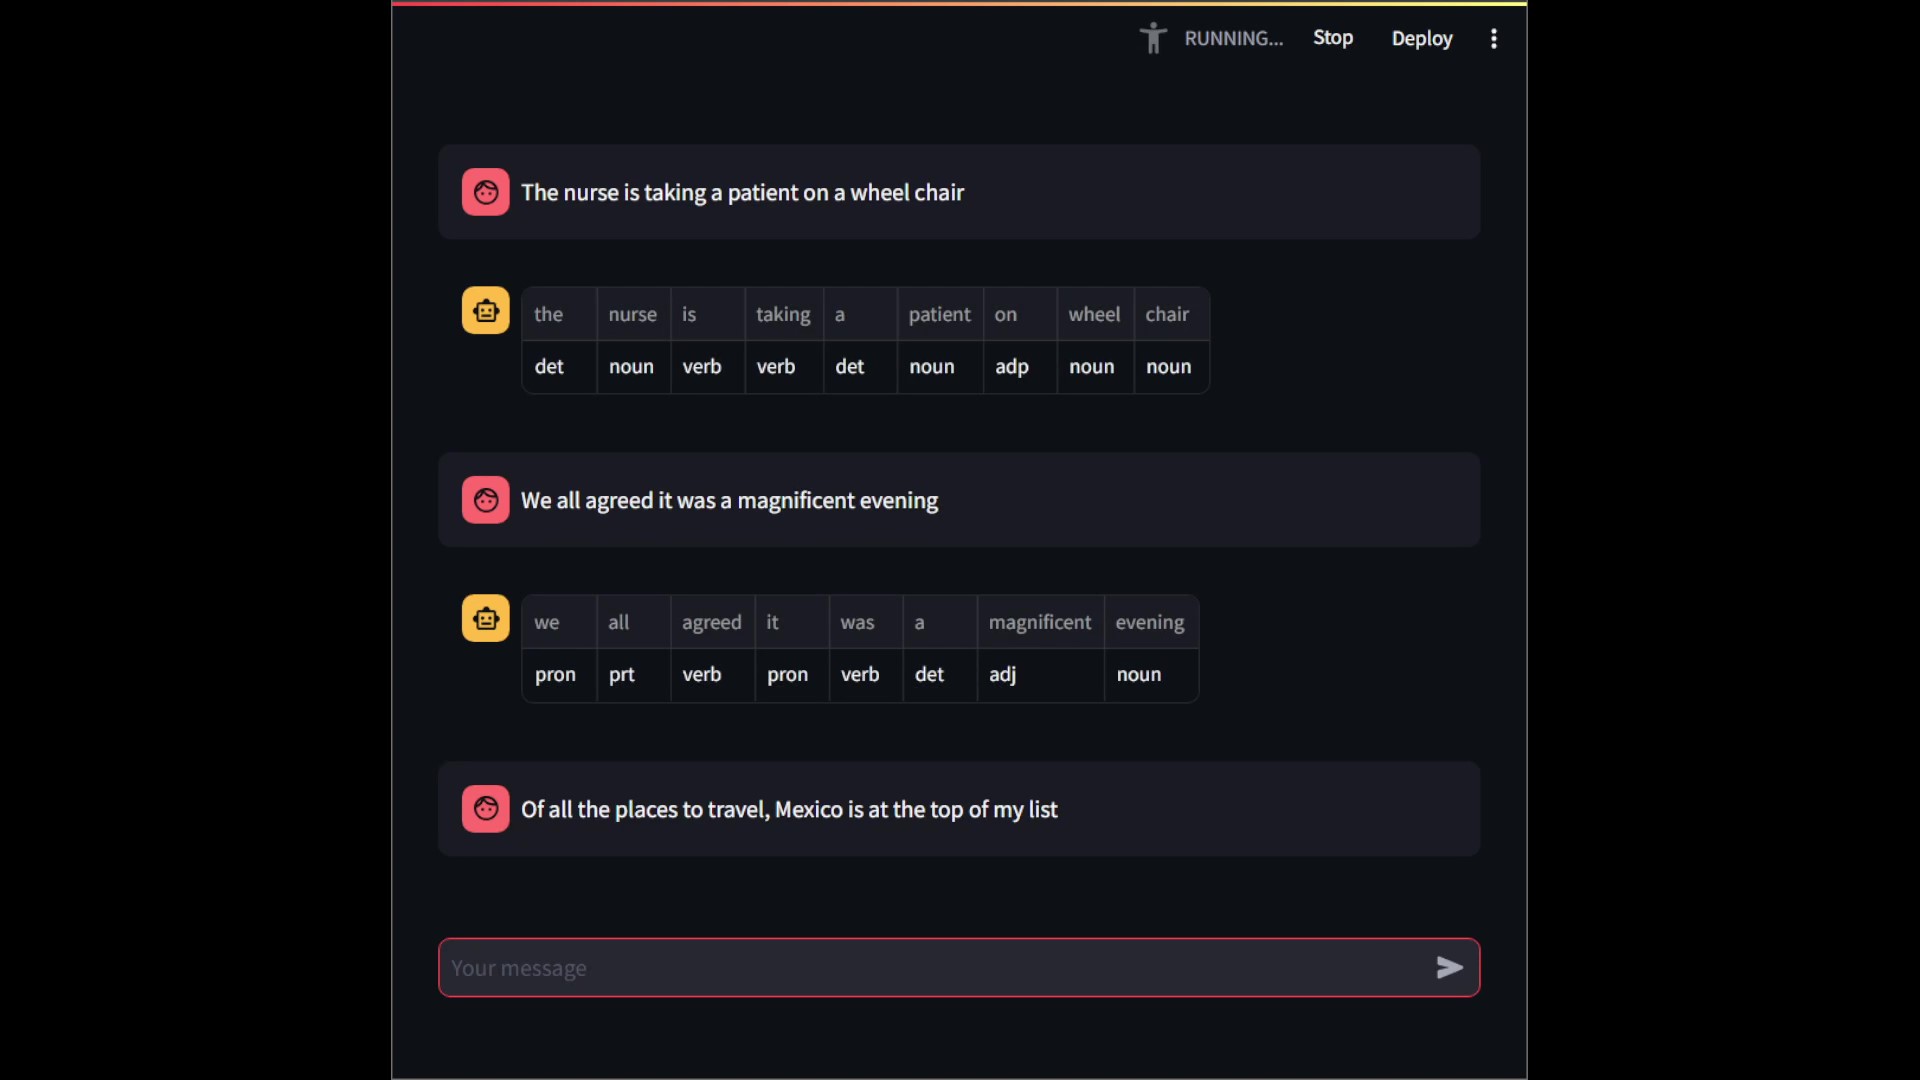 RUNNING... Stop Deploy
The nurse is taking a patient on a wheel chair
the nurse is taking a patient on wheel chair
det noun verb verb det noun adp noun noun
We all agreed it was a magnificent evening
we all agreed it was a magnificent evening
pron prt verb pron verb det adj noun
Of all the places to travel, Mexico is at the top of my list
Your message